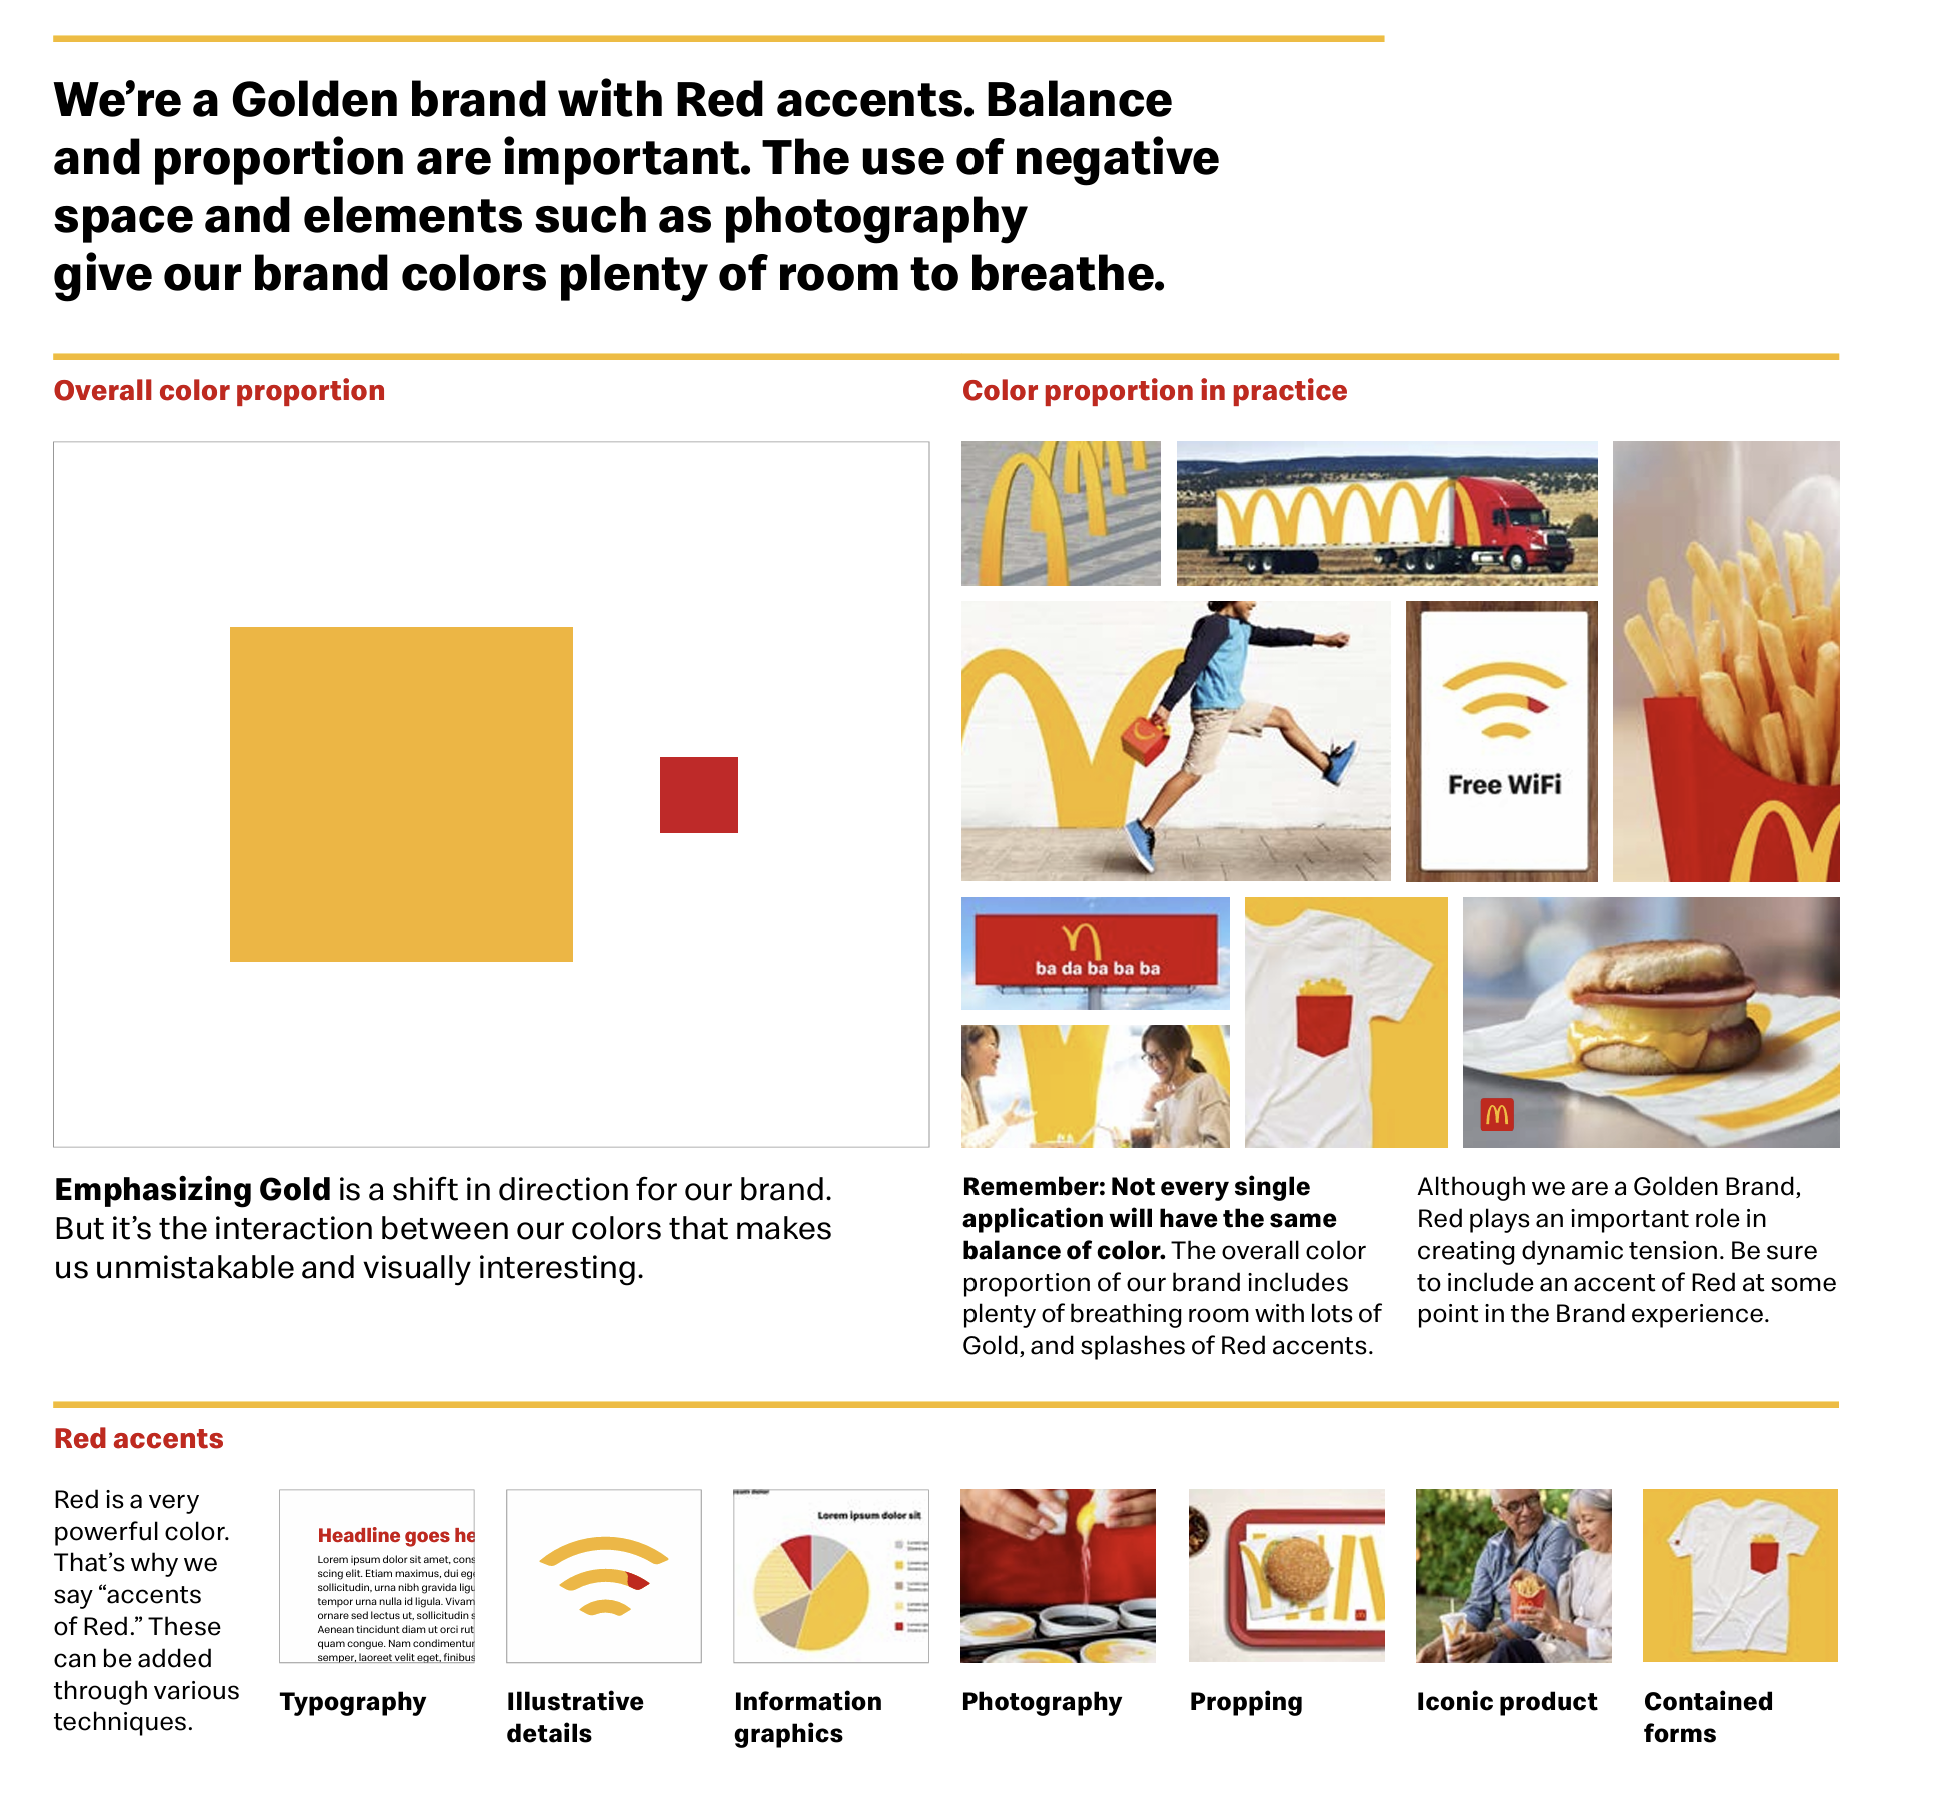 We’re a Golden brand with Red accents. Balance
and proportion are important. The use of negative
space and elements such as photography
give our brand colors plenty of room to breathe.
Overall color proportion
Color proportion in practice
Free WiFi
ba da ba ba ba
Emphasizing Gold is a shift in direction for our brand.
But it’s the interaction between our colors that makes
us unmistakable and visually interesting.
Remember: Not every single
application will have the same
balance of color. The overall color
proportion of our brand includes
plenty of breathing room with lots of
Gold, and splashes of Red accents.
Although we are a Golden Brand,
Red plays an important role in
creating dynamic tension. Be sure
to include an accent of Red at some
point in the Brand experience.
Red accents
Red is a very
powerful color.
That’s why we
say “accents
of Red.” These
can be added
through various
techniques.
Headline goes he
Lorem ipsum dolor sit amet, cons
scing elit. Etiam maximus, dui eg
sollicitudin, urna nibh gravida ligu
tempor urna nulla id ligula. Vivam
ornare sed lectus ut, sollicitudin s
Aenean tincidunt diam ut orci rut
quam congue. Nam condimentur
semper, laoreet velit eget, finibus
Typography
Illustrative
details
Lorem ipsum dolor sit
Information
graphics
Photography
Propping
Iconic product
Contained
forms